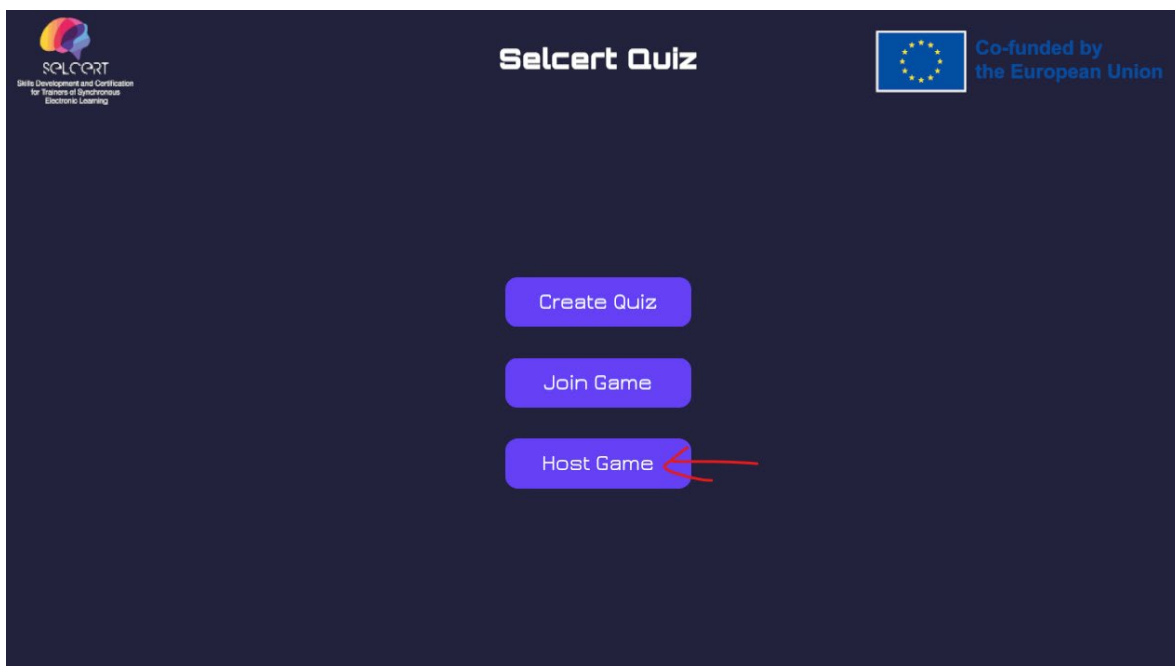 SELCERT
Skills Development and Certification
for Trainers of Synchronous
Electronic Learning
Selcert Quiz
Co-funded by
the European Union
Create Quiz
Join Game
Host Game